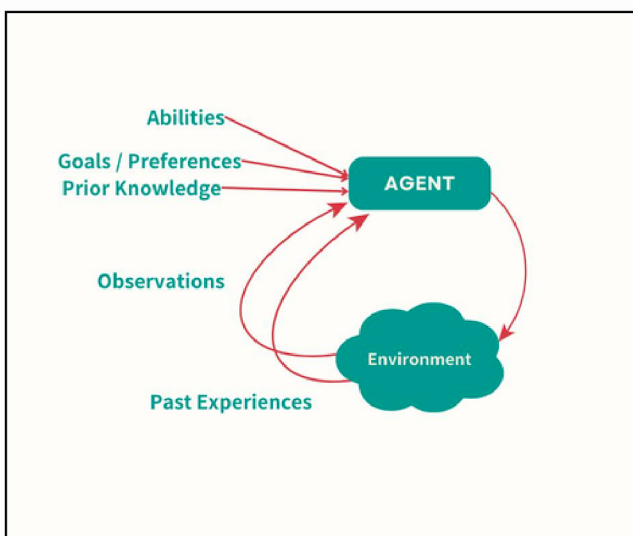 Abilities
Goals / Preferences
Prior Knowledge
AGENT
Observations
Environment
Past Experiences